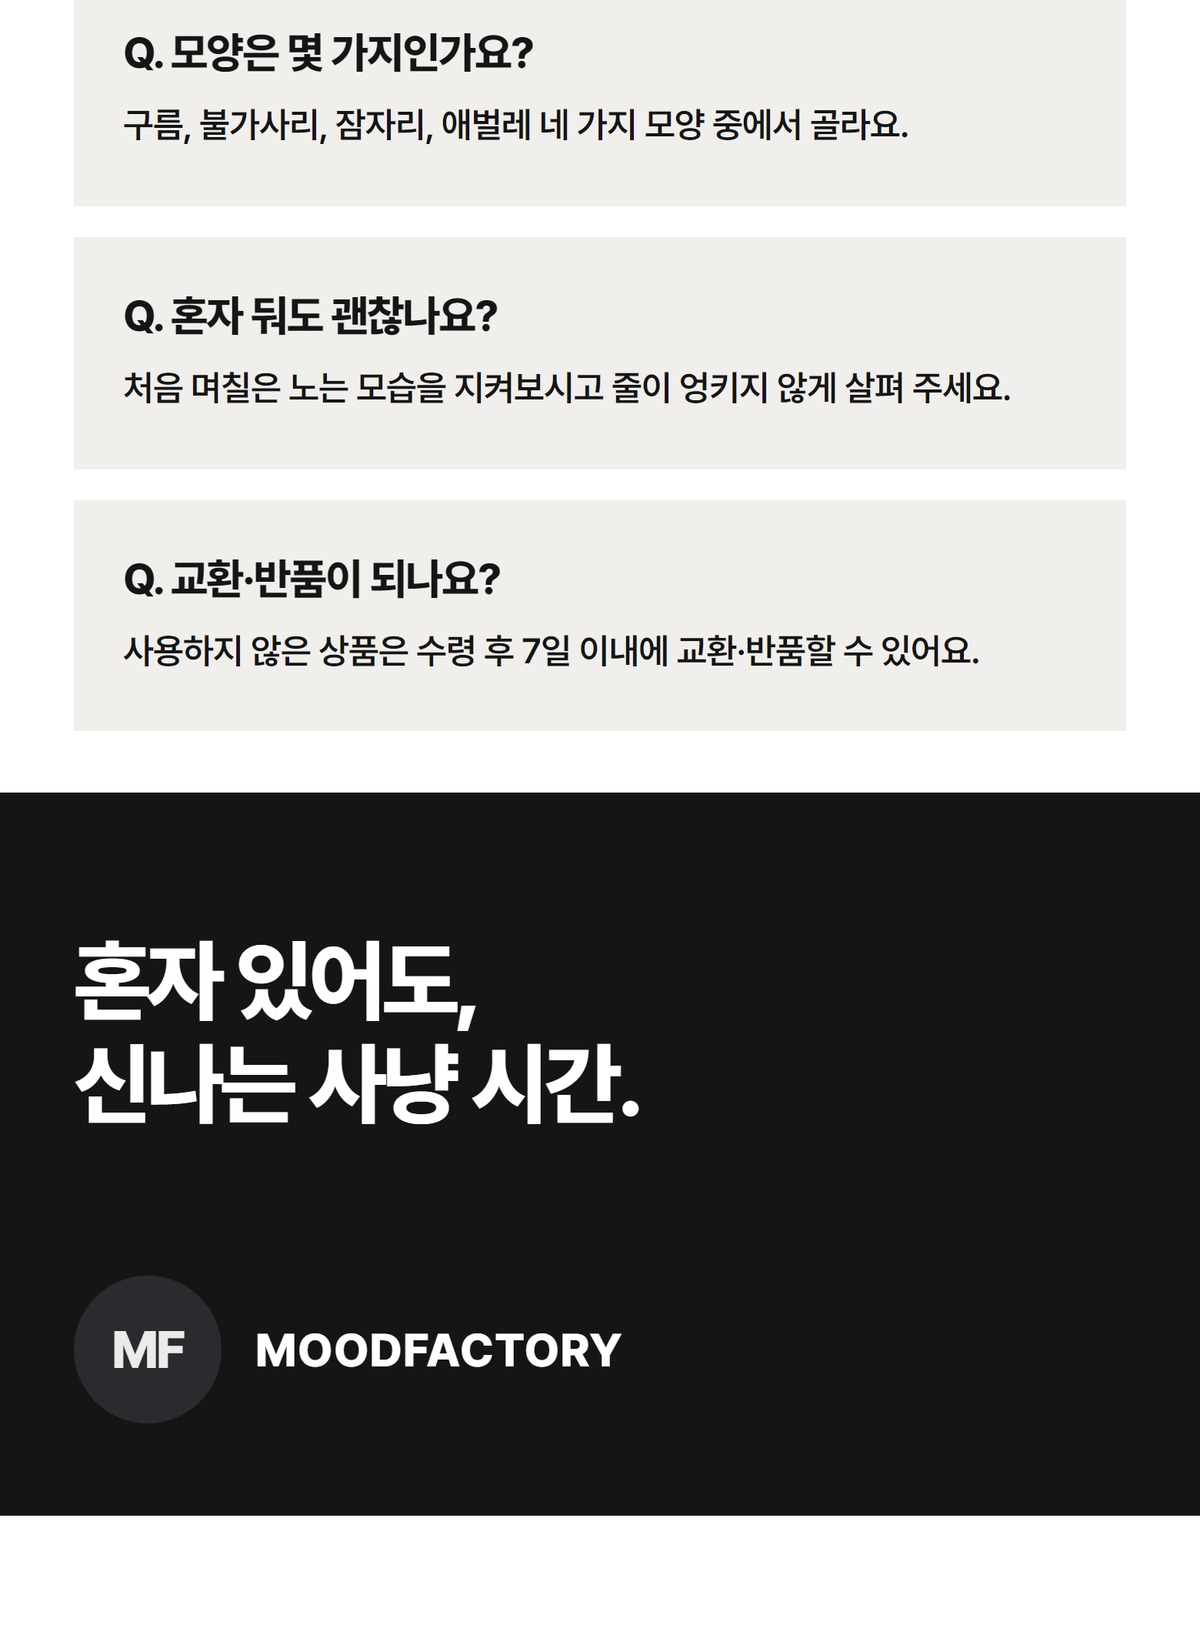 Q. 모양은 몇 가지인가요?
구름, 불가사리, 잠자리, 애벌레 네 가지 모양 중에서 골라요.
Q. 혼자 둬도 괜찮나요?
처음 며칠은 노는 모습을 지켜보시고 줄이 엉키지 않게 살펴 주세요.
Q. 교환·반품이 되나요?
사용하지 않은 상품은 수령 후 7일 이내에 교환·반품할 수 있어요.
혼자 있어도,
신나는 사냥 시간.
MF
MOODFACTORY